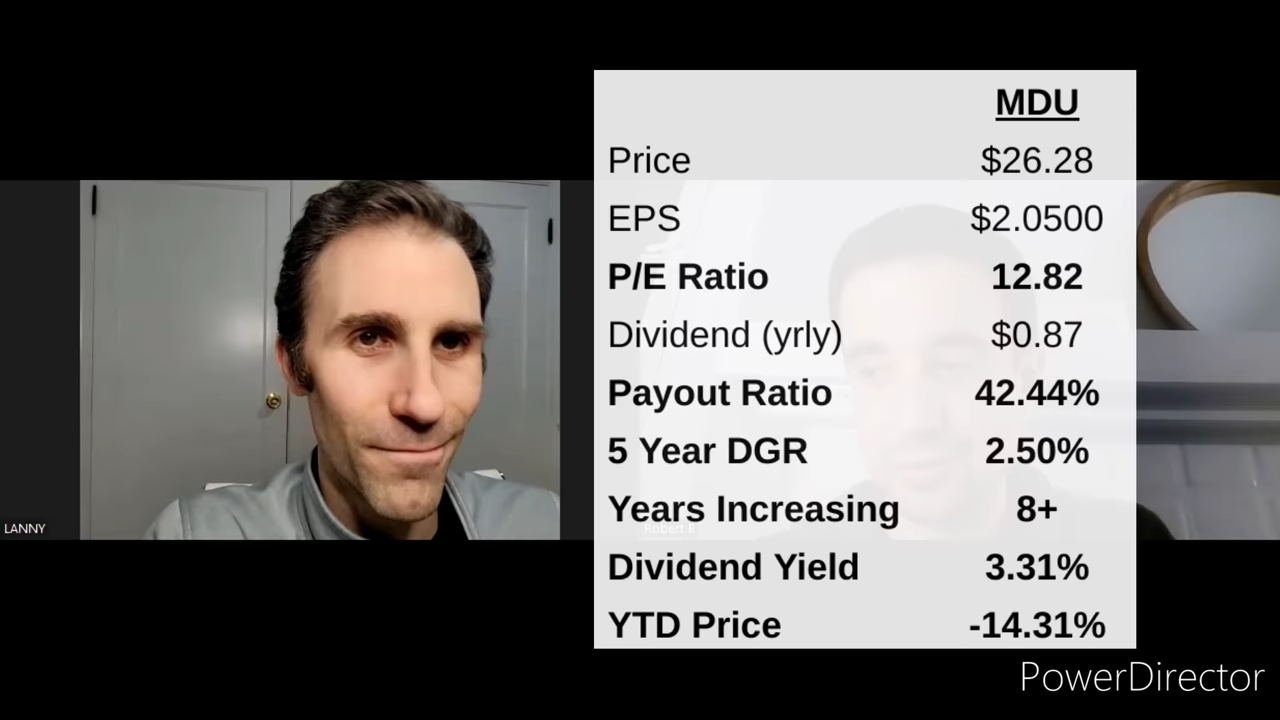 MDU
Price $26.28
EPS $2.0500
P/E Ratio 12.82
Dividend (yrly) $0.87
Payout Ratio 42.44%
5 Year DGR 2.50%
Years Increasing 8+
Dividend Yield 3.31%
YTD Price -14.31%
LANNY
PowerDirector